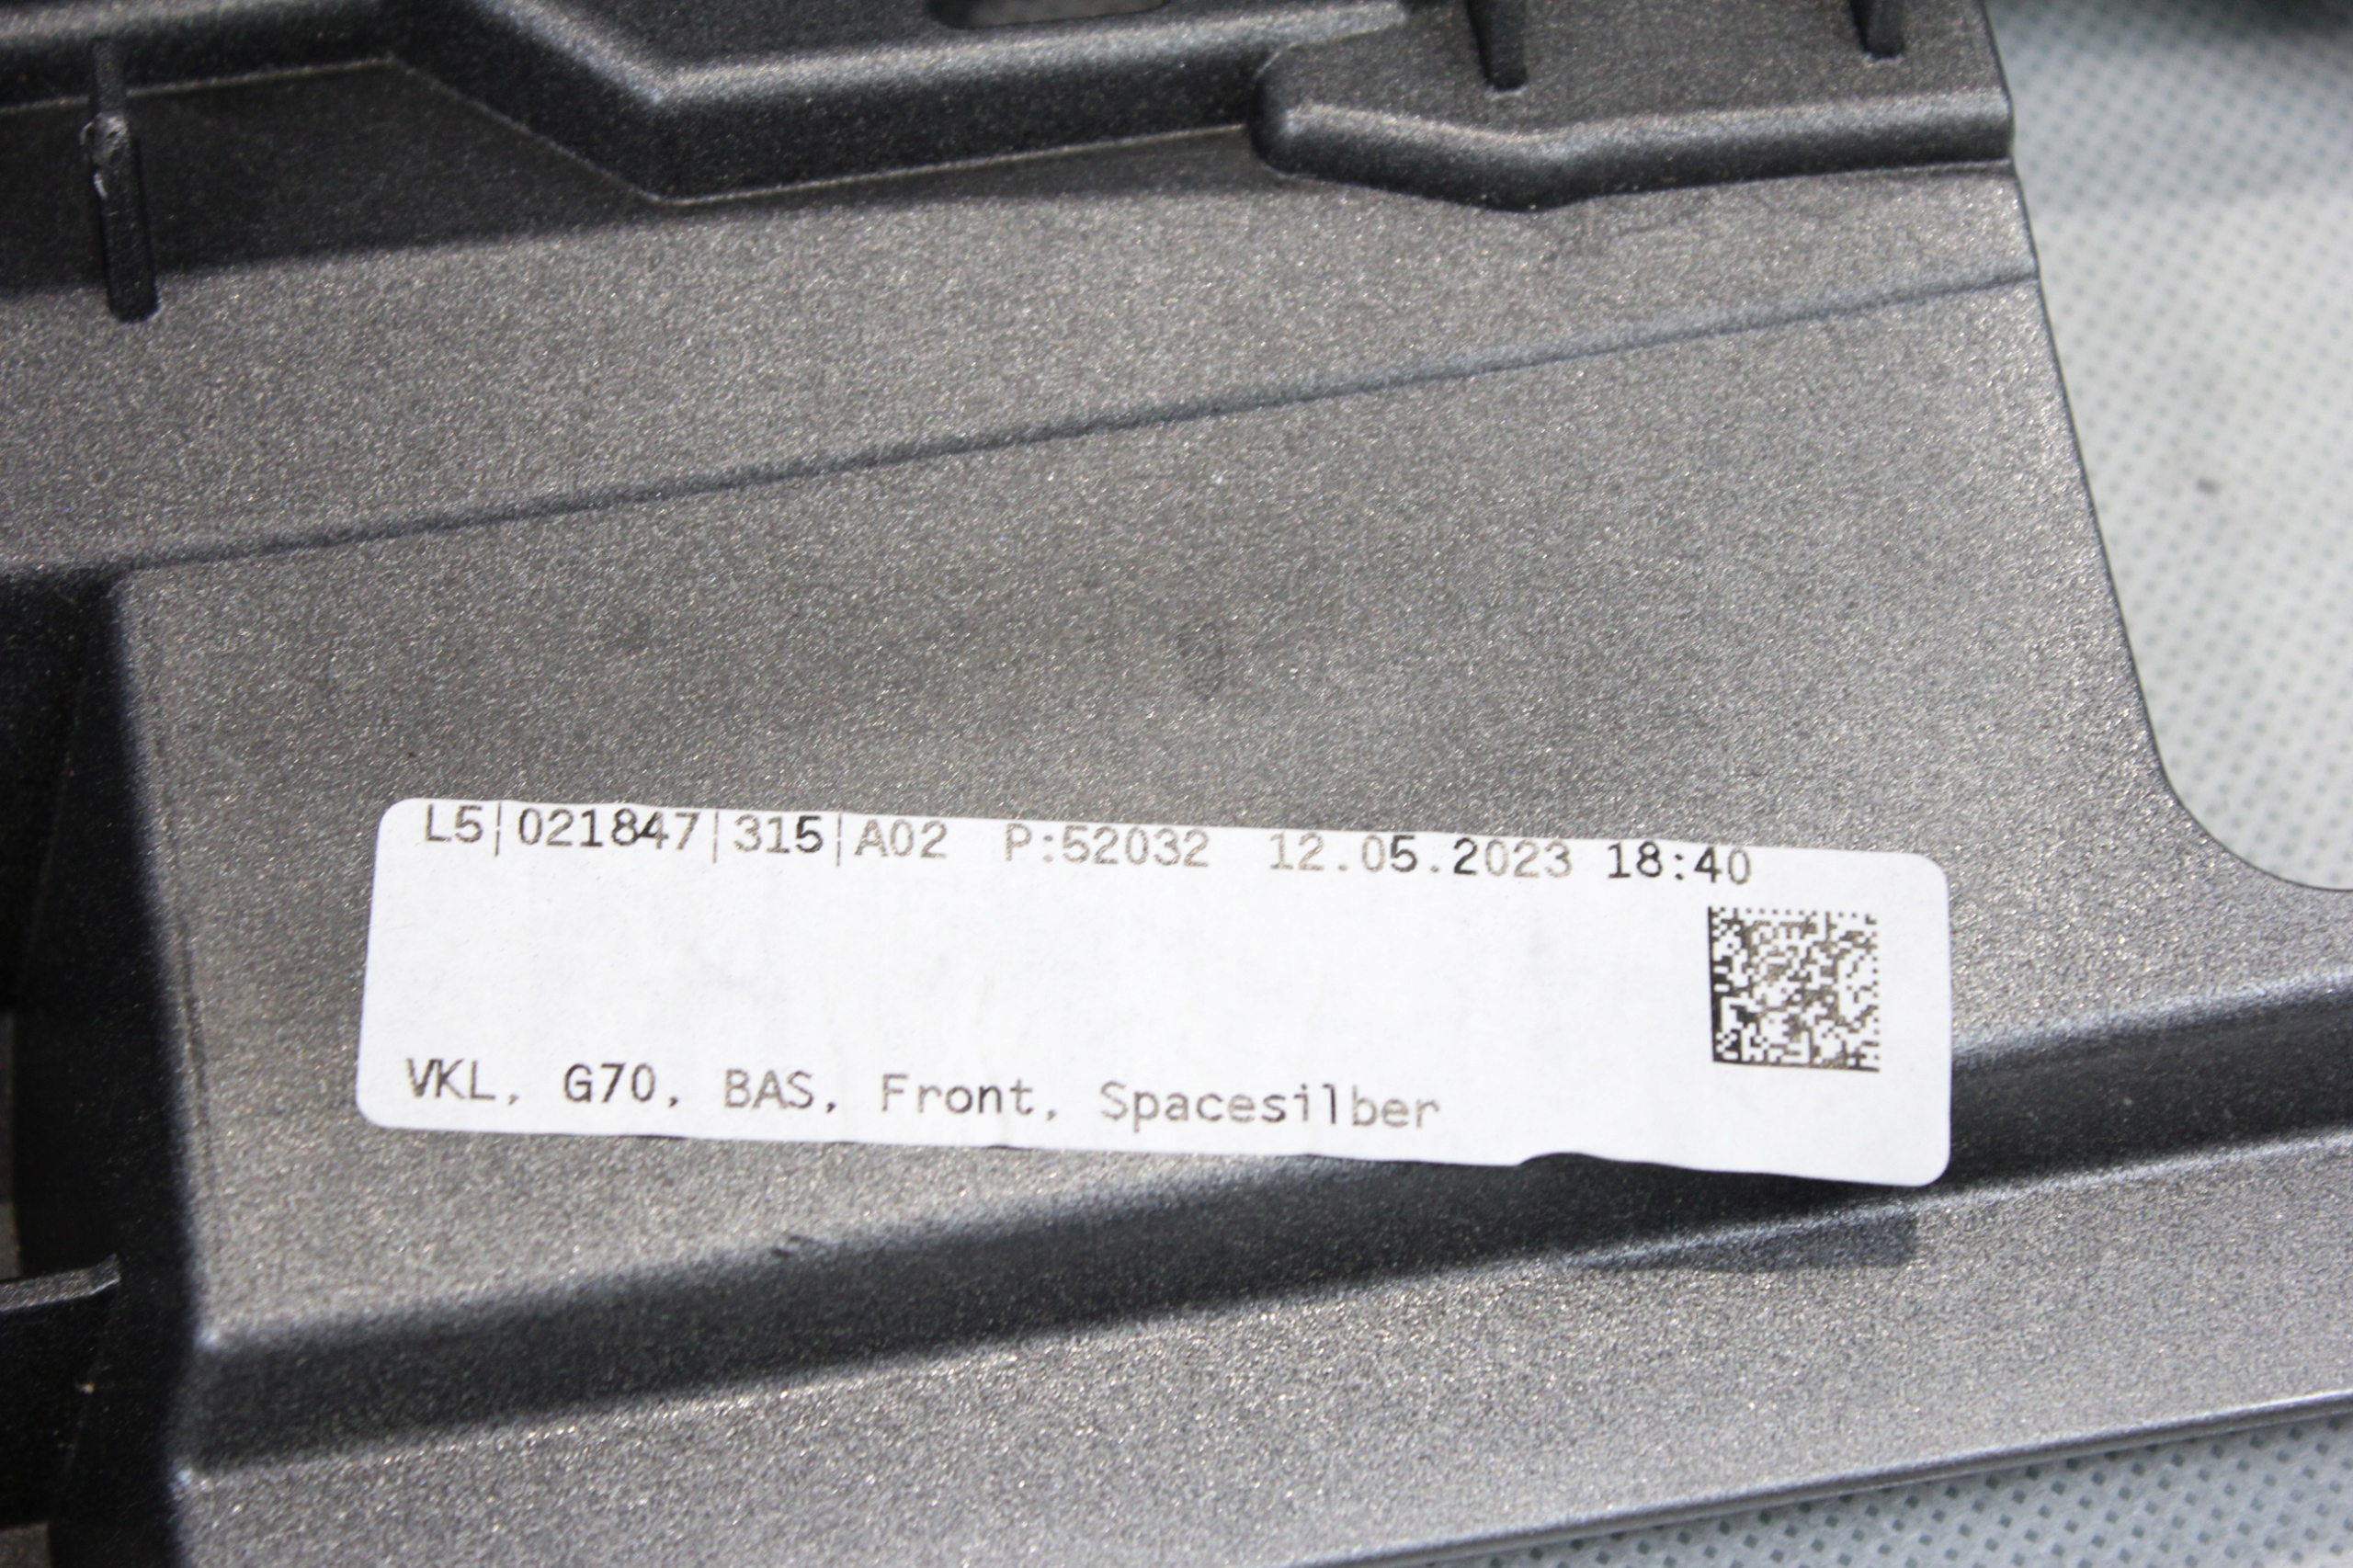 L5|021847|315|A02 P:52032 12.05.2023 18:40
VKL, G70, BAS, Front, Spacesilber